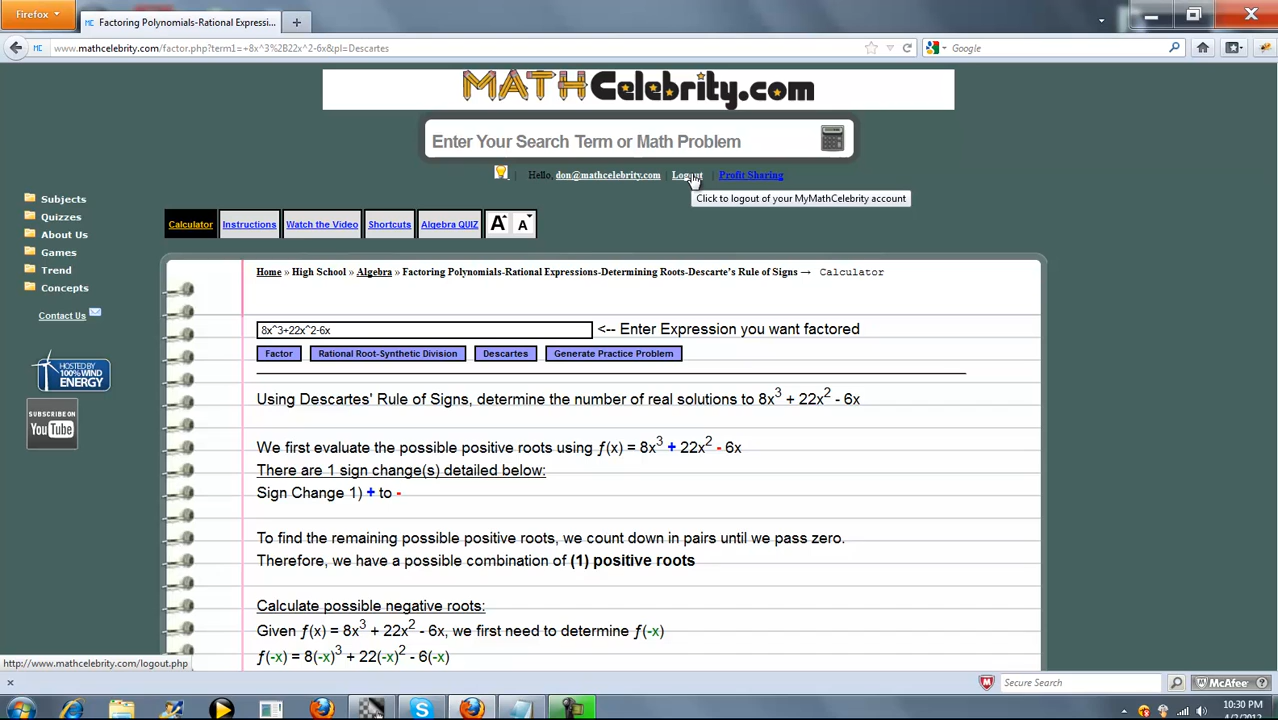 Firefox
Factoring Polynomials-Rational Expressi...
www.mathcelebrity.com/factor.php?term1=+8x^3%2B22x^2-6x&pl=Descartes
Google
MATHCelebrity.com
Enter Your Search Term or Math Problem
| Hello, don@mathcelebrity.com | Logout | Profit Sharing
Click to logout of your MyMathCelebrity account
Subjects
Quizzes
About Us
Games
Trend
Concepts
Contact Us
HOSTED BY
100% WIND
ENERGY
SUBSCRIBE ON
YouTube
Calculator Instructions Watch the Video Shortcuts Algebra QUIZ A A
Home » High School » Algebra » Factoring Polynomials-Rational Expressions-Determining Roots-Descarte's Rule of Signs → Calculator
8x^3+22x^2-6x <-- Enter Expression you want factored
Factor Rational Root-Synthetic Division Descartes Generate Practice Problem
Using Descartes' Rule of Signs, determine the number of real solutions to 8x³ + 22x² - 6x
We first evaluate the possible positive roots using ƒ(x) = 8x³ + 22x² - 6x
There are 1 sign change(s) detailed below:
Sign Change 1) + to -
To find the remaining possible positive roots, we count down in pairs until we pass zero.
Therefore, we have a possible combination of (1) positive roots
Calculate possible negative roots:
Given ƒ(x) = 8x³ + 22x² - 6x, we first need to determine ƒ(-x)
ƒ(-x) = 8(-x)³ + 22(-x)² - 6(-x)
http://www.mathcelebrity.com/logout.php
Secure Search
McAfee
10:30 PM